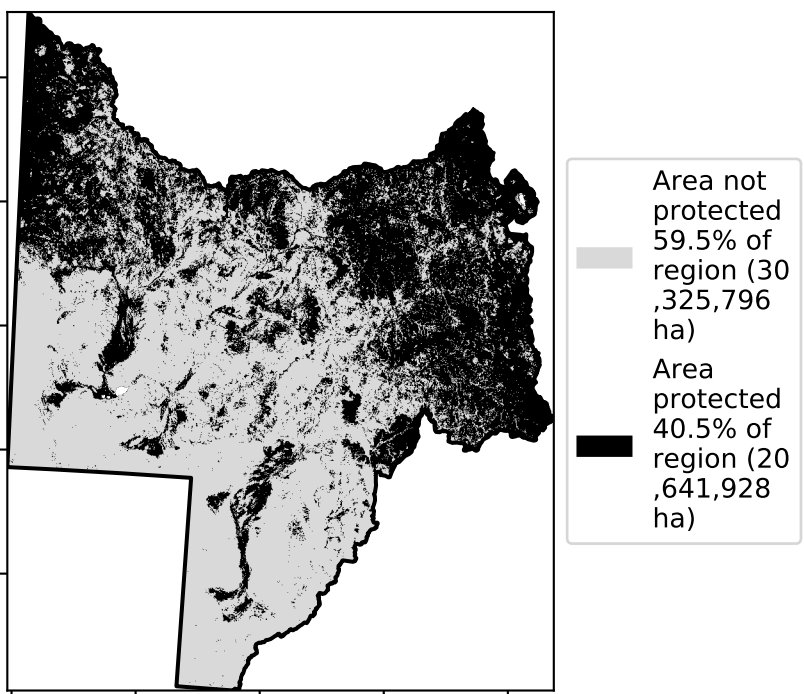 Area not
protected
59.5% of
region (30
,325,796
ha)
Area
protected
40.5% of
region (20
,641,928
ha)